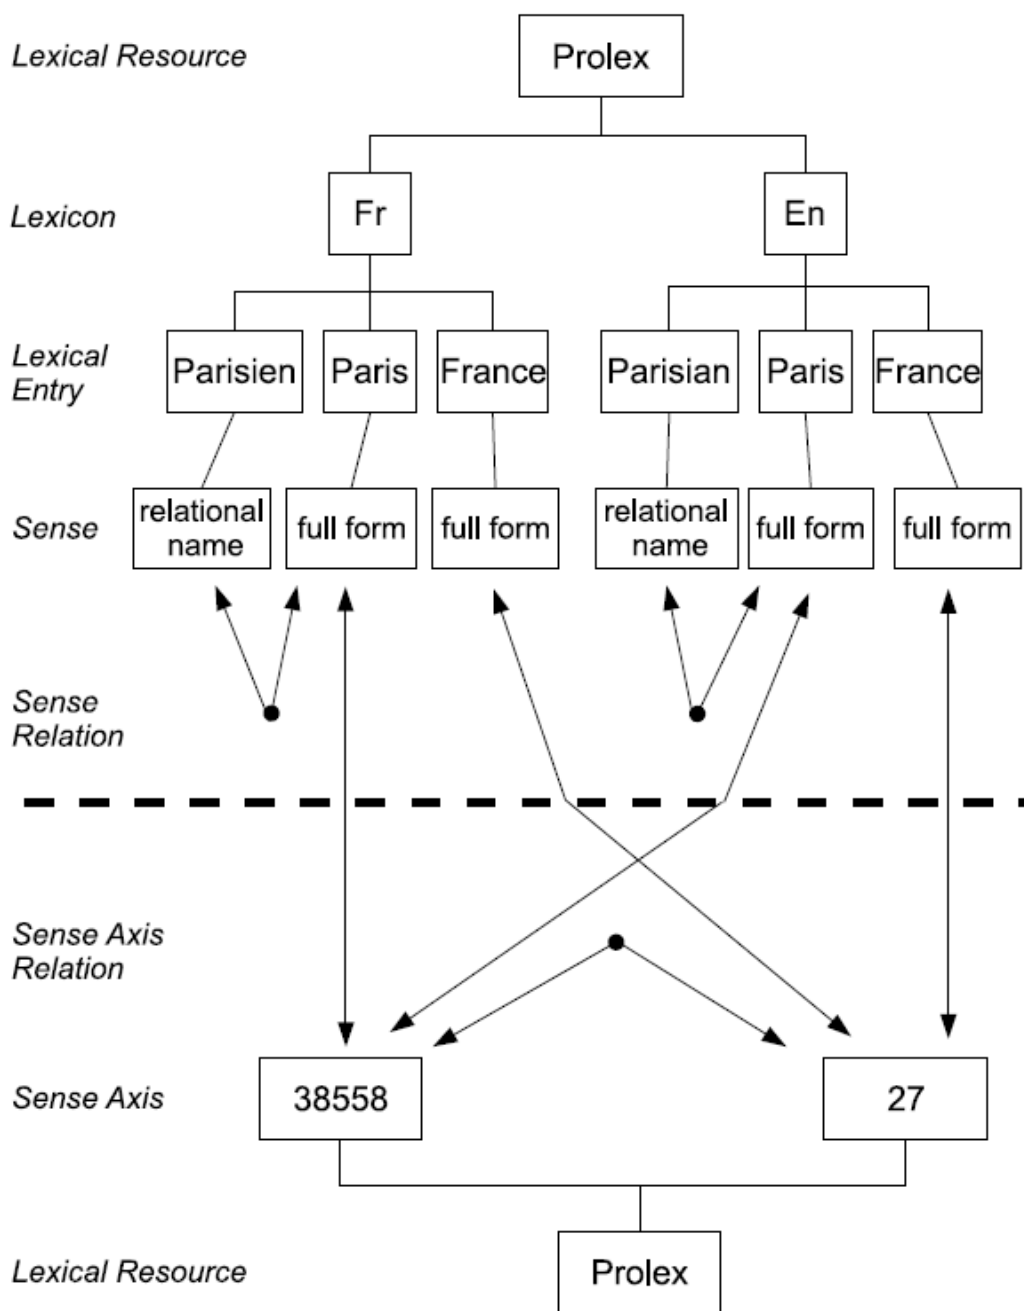 Lexical Resource
Prolex
Lexicon
Fr
En
Lexical
Entry
Parisien
Paris
France
Parisian
Paris
France
Sense
relational
name
full form
full form
relational
name
full form
full form
Sense
Relation
Sense Axis
Relation
Sense Axis
38558
27
Lexical Resource
Prolex